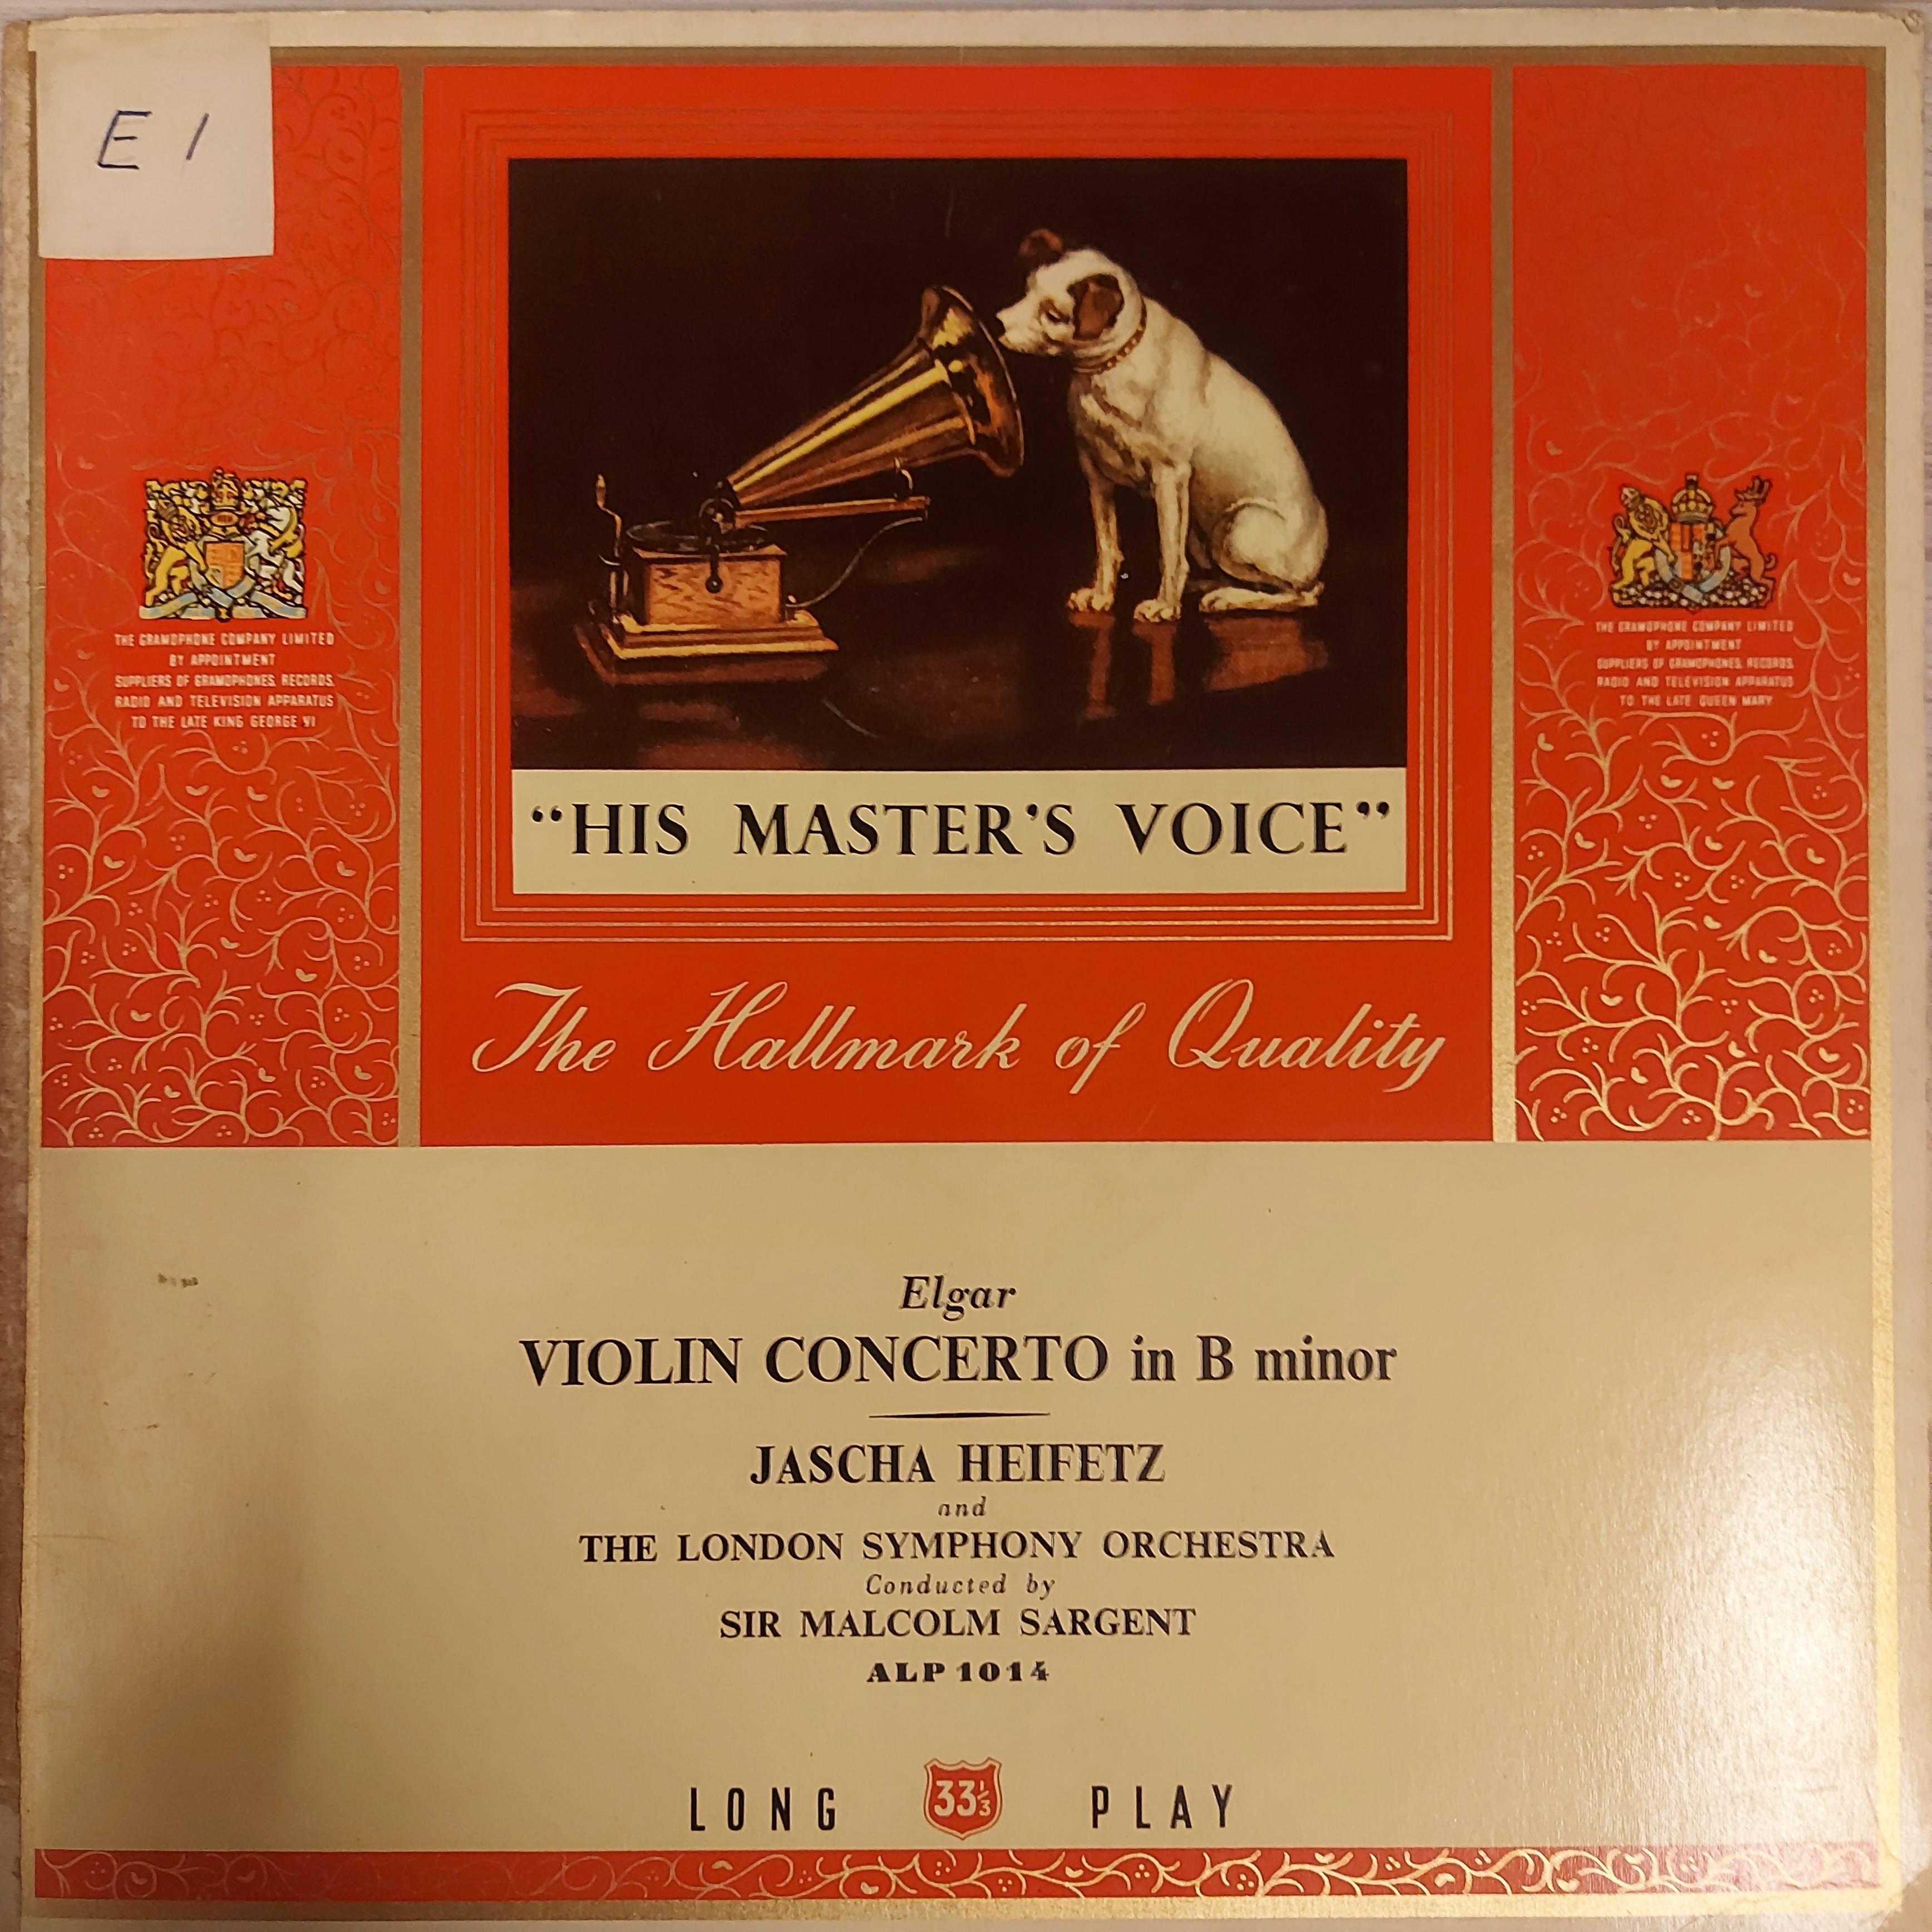 E 1
THE GRAMOPHONE COMPANY LIMITED
BY APPOINTMENT
SUPPLIERS OF GRAMOPHONES, RECORDS,
RADIO AND TELEVISION APPARATUS
TO THE LATE KING GEORGE VI
THE GRAMOPHONE COMPANY LIMITED
BY APPOINTMENT
SUPPLIERS OF GRAMOPHONES, RECORDS,
RADIO AND TELEVISION APPARATUS
TO THE LATE QUEEN MARY
“HIS MASTER’S VOICE”
The Hallmark of Quality
Elgar
VIOLIN CONCERTO in B minor
JASCHA HEIFETZ
and
THE LONDON SYMPHONY ORCHESTRA
Conducted by
SIR MALCOLM SARGENT
ALP 1014
LONG 33⅓ PLAY